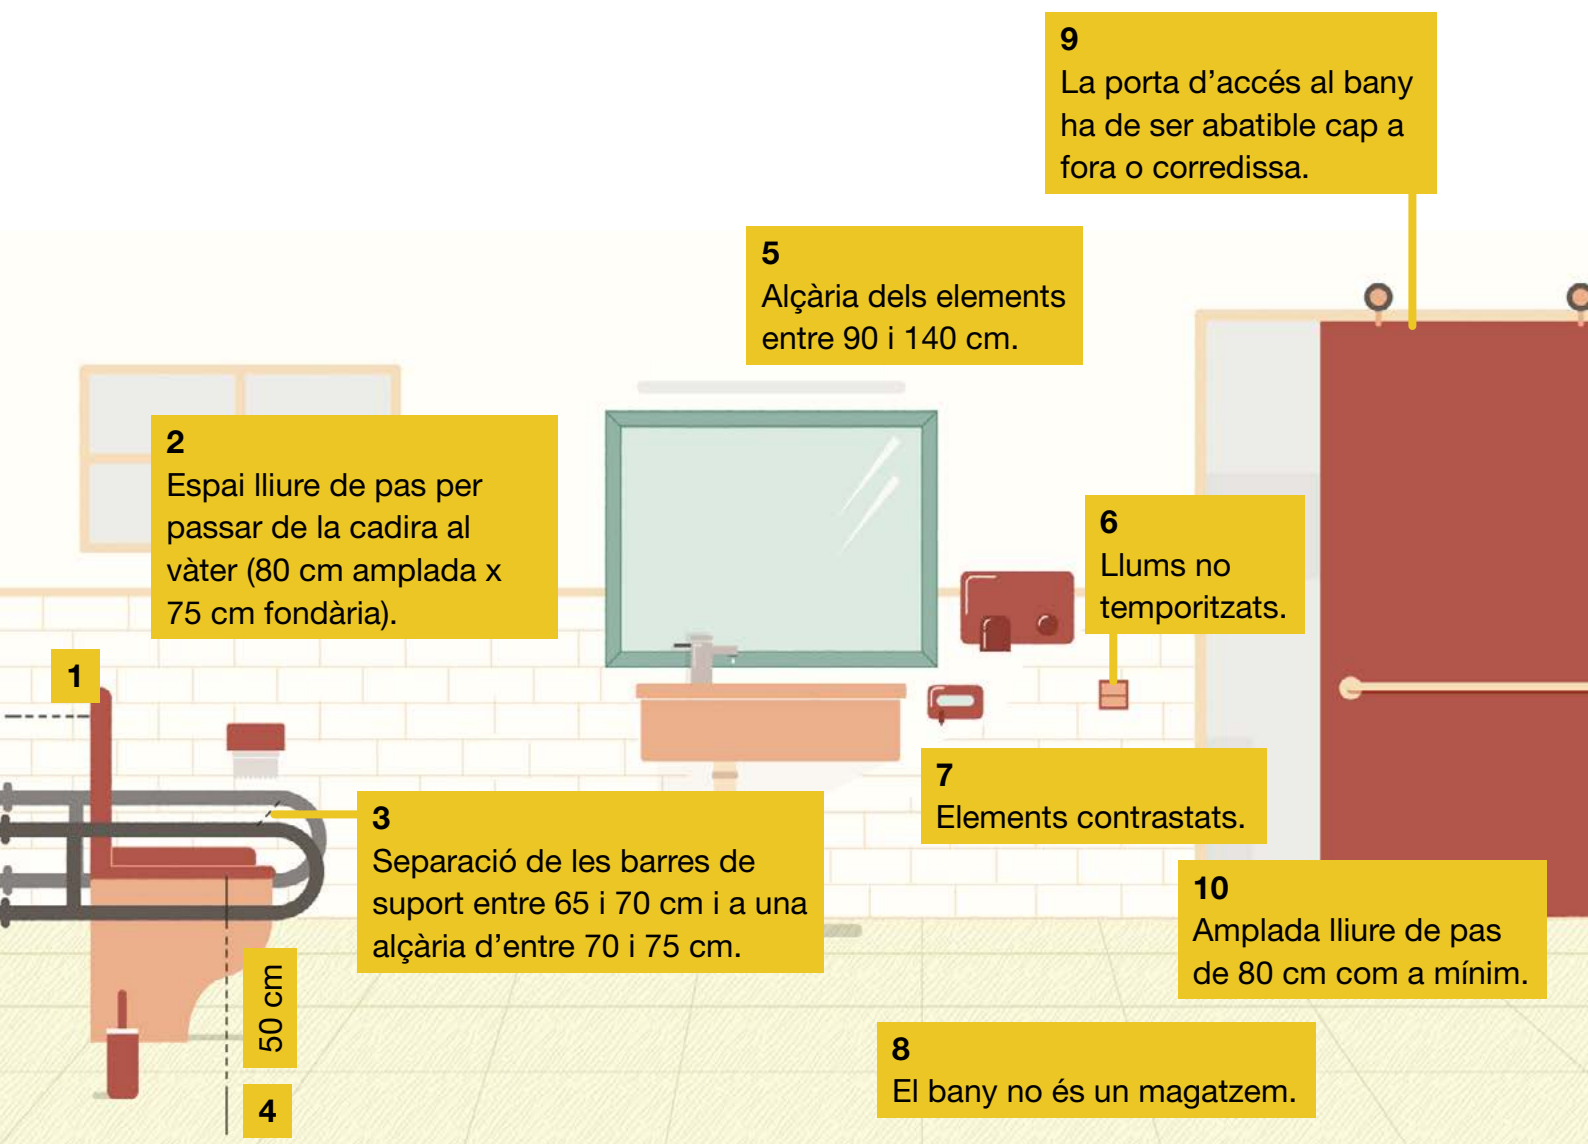 9
La porta d’accés al bany
ha de ser abatible cap a
fora o corredissa.
5
Alçària dels elements
entre 90 i 140 cm.
2
Espai lliure de pas per
passar de la cadira al
vàter (80 cm amplada x
75 cm fondària).
6
Llums no
temporitzats.
1
7
Elements contrastats.
3
Separació de les barres de
suport entre 65 i 70 cm i a una
alçària d’entre 70 i 75 cm.
10
Amplada lliure de pas
de 80 cm com a mínim.
50 cm
4
8
El bany no és un magatzem.